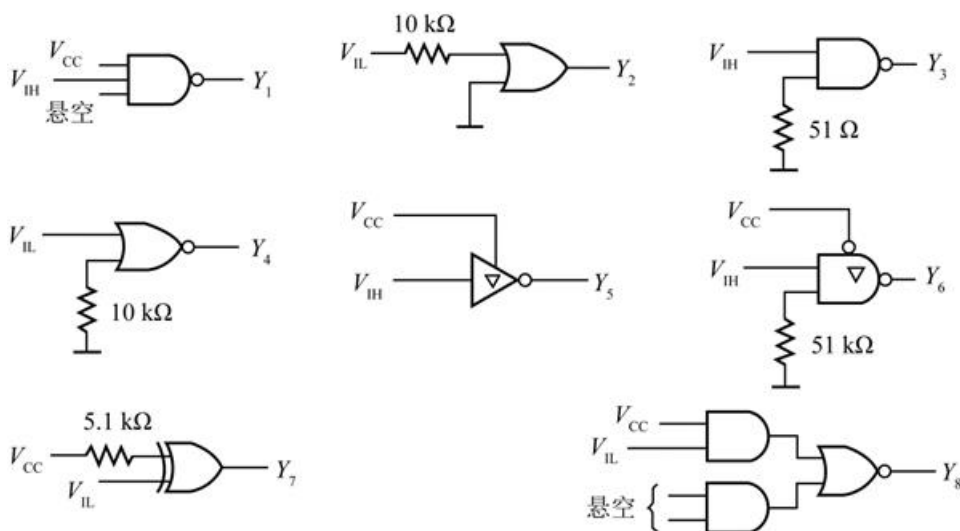 V_CC
V_IH
悬空
Y_1
10 kΩ
V_IL
Y_2
V_IH
Y_3
51 Ω
V_IL
Y_4
10 kΩ
V_CC
V_IH
Y_5
V_CC
V_IH
Y_6
51 kΩ
5.1 kΩ
V_CC
V_IL
Y_7
V_CC
V_IL
悬空
Y_8